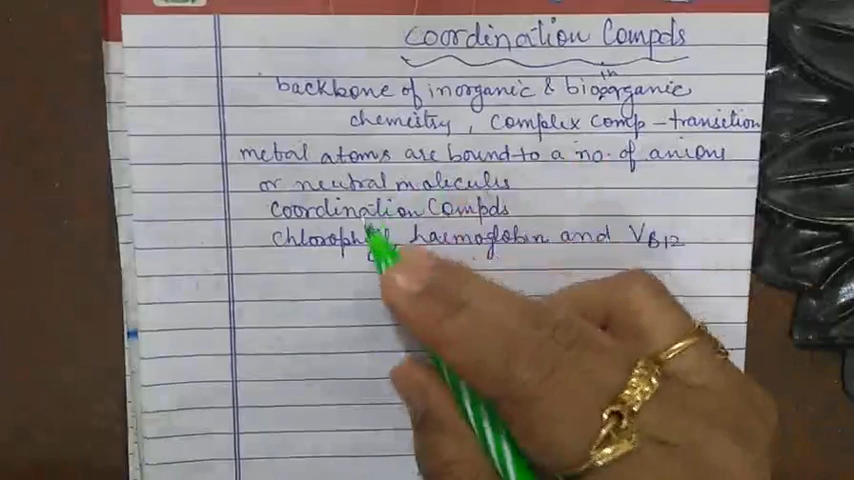 Coordination Compds
backbone of inorganic & bioorganic
chemistry, complex comp - transition
metal atoms are bound to a no. of anions
or neutral molecules
Coordination Compds
haemoglobin and VB12